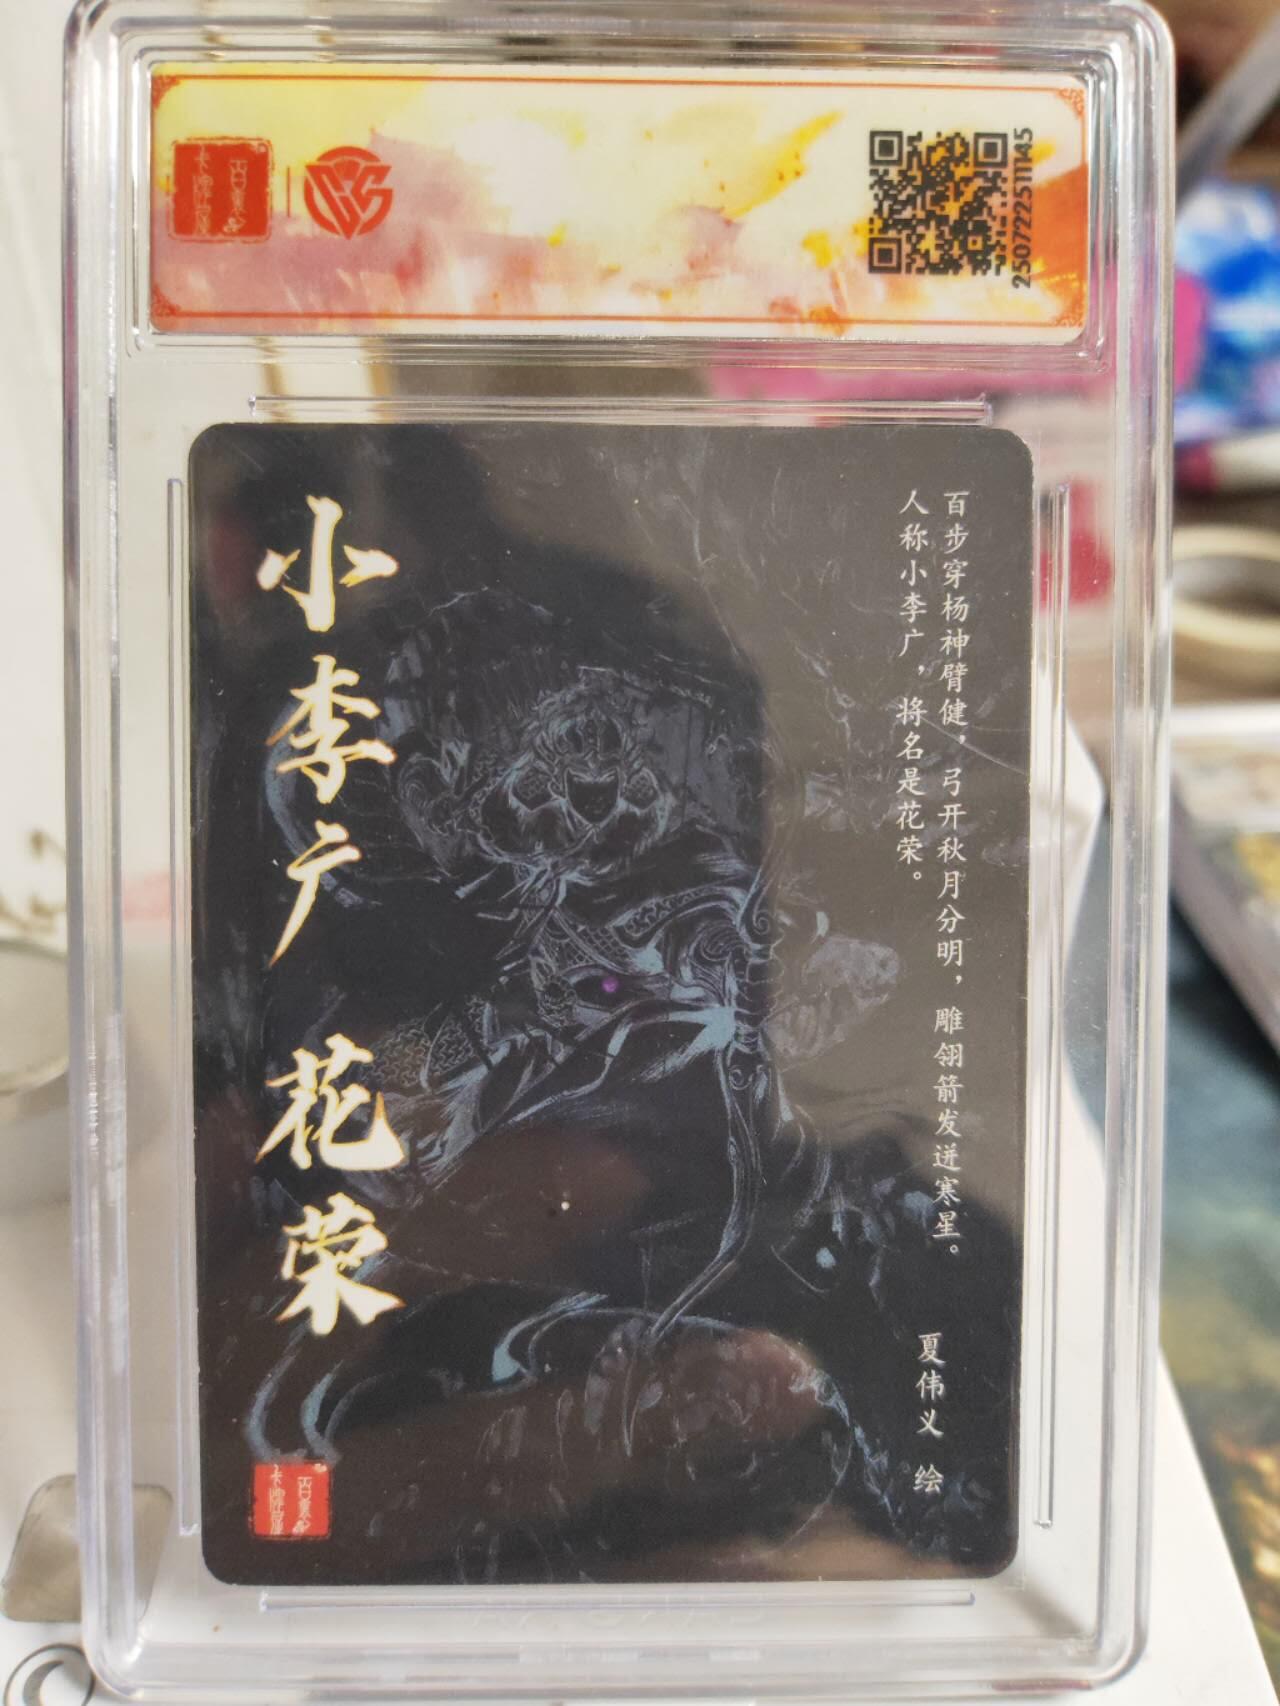 2507222511145
小李广 花荣
百步穿杨神臂健，弓开秋月分明，雕翎箭发迸寒星。
人称小李广，将名是花荣。
夏伟义 绘